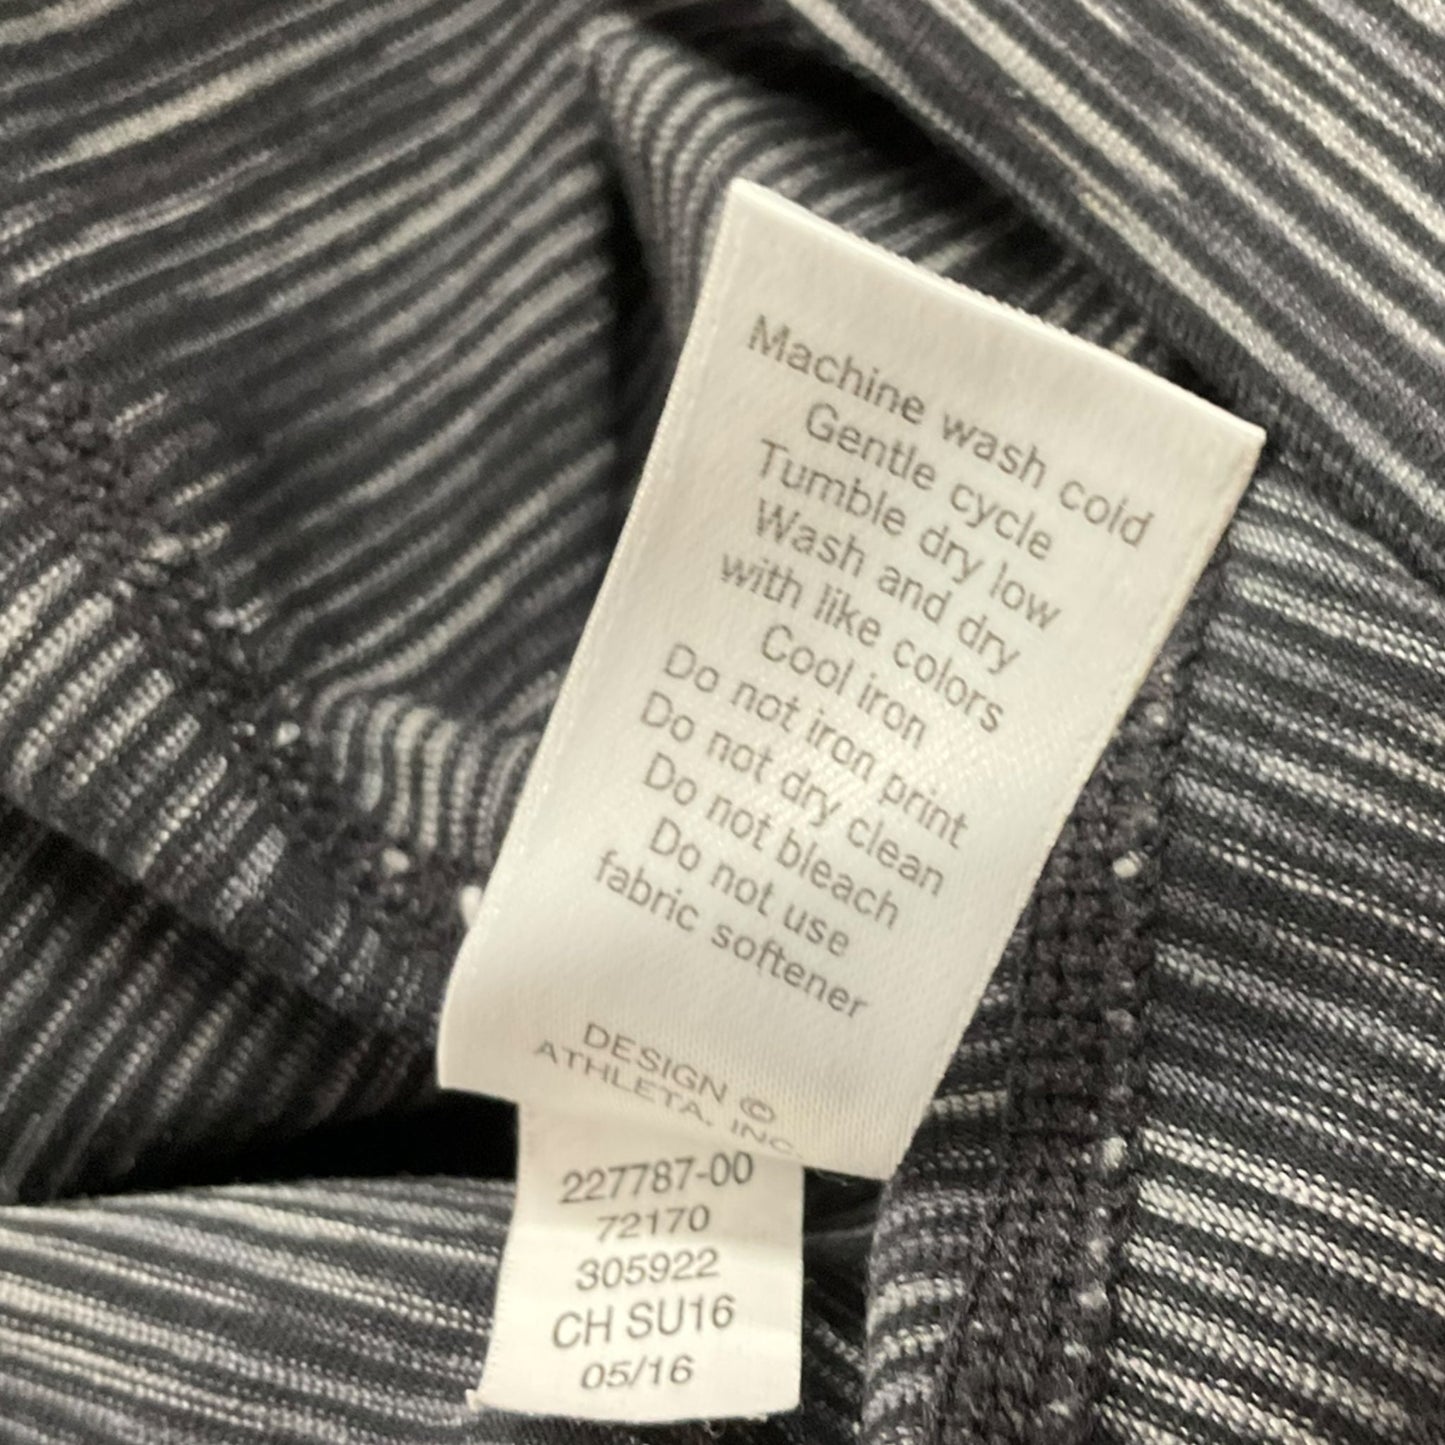 Machine wash cold
Gentle cycle
Tumble dry low
Wash and dry
with like colors
Cool iron
Do not iron print
Do not dry clean
Do not bleach
Do not use
fabric softener
DESIGN ©
ATHLETA, INC.
227787-00
72170
305922
CH SU16
05/16